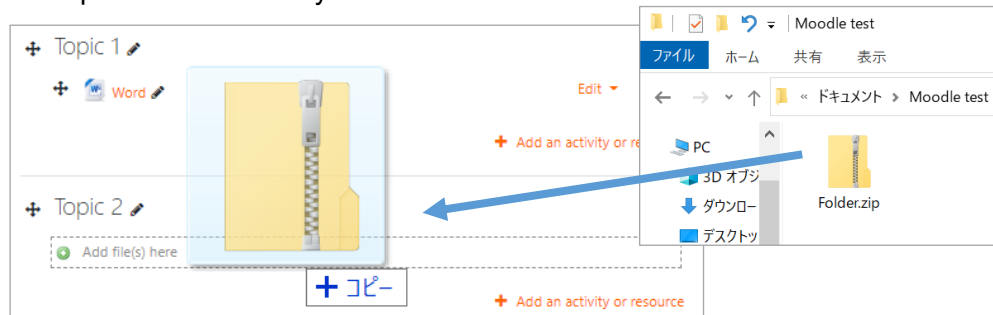 Topic 1
Word
Edit
Add an activity or re
Topic 2
Add file(s) here
+ コピー
Add an activity or resource
Moodle test
ファイル ホーム 共有 表示
« ドキュメント > Moodle test
PC
3D オブジ
ダウンロー
デスクトッ
Folder.zip